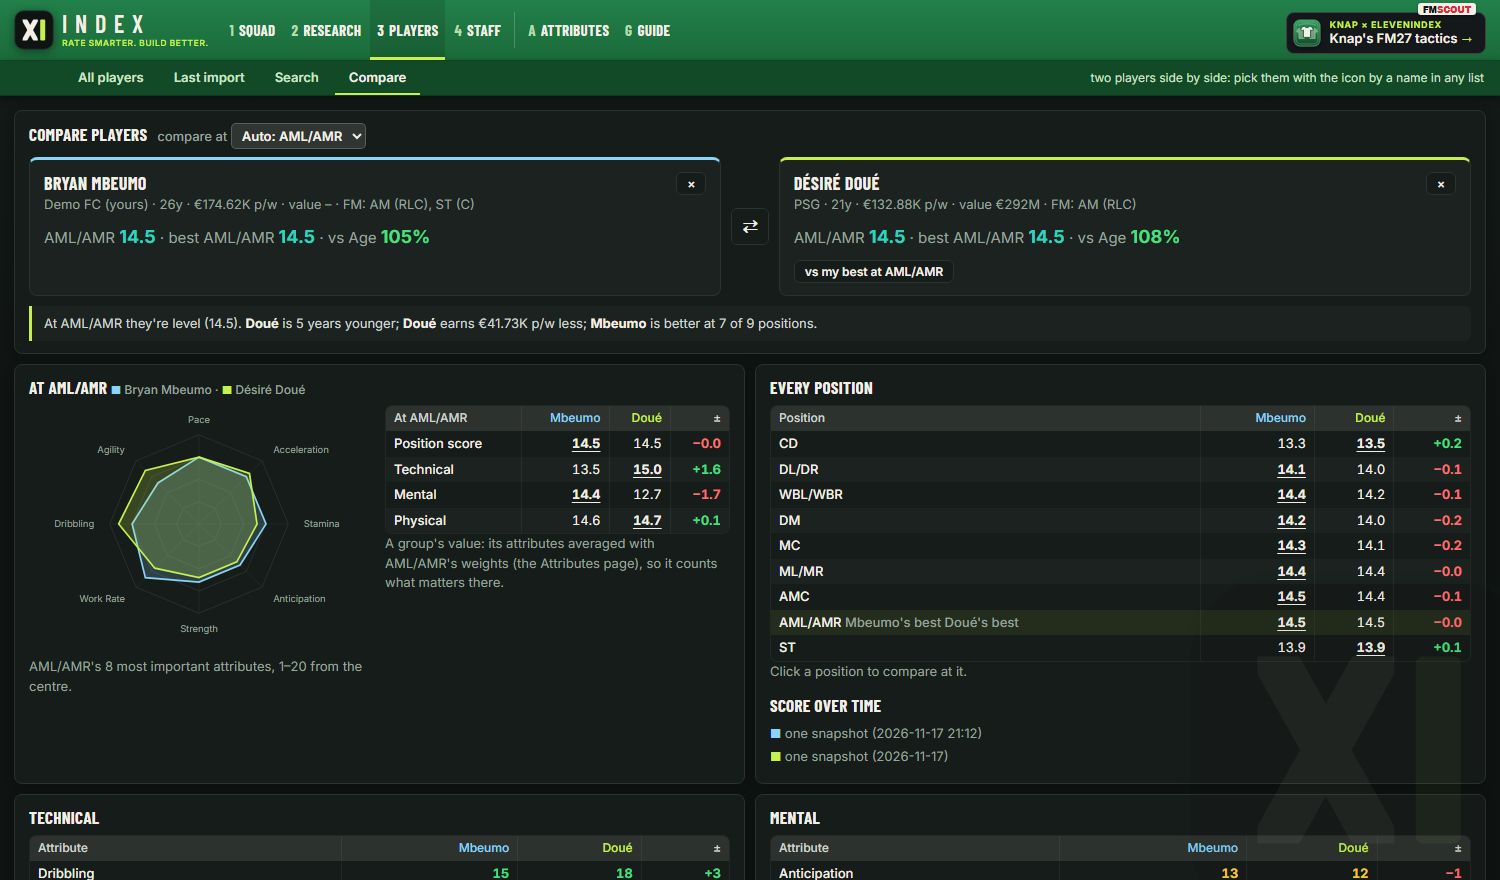 XI INDEX
RATE SMARTER. BUILD BETTER.
1 SQUAD 2 RESEARCH 3 PLAYERS 4 STAFF A ATTRIBUTES G GUIDE
FMSCOUT
KNAP × ELEVENINDEX
Knap's FM27 tactics →
All players Last import Search Compare
two players side by side: pick them with the icon by a name in any list
COMPARE PLAYERS compare at Auto: AML/AMR
BRYAN MBEUMO ×
Demo FC (yours) · 26y · €174.62K p/w · value – · FM: AM (RLC), ST (C)
AML/AMR 14.5 · best AML/AMR 14.5 · vs Age 105%
⇄
DÉSIRÉ DOUÉ ×
PSG · 21y · €132.88K p/w · value €292M · FM: AM (RLC)
AML/AMR 14.5 · best AML/AMR 14.5 · vs Age 108%
vs my best at AML/AMR
At AML/AMR they're level (14.5). Doué is 5 years younger; Doué earns €41.73K p/w less; Mbeumo is better at 7 of 9 positions.
AT AML/AMR Bryan Mbeumo · Désiré Doué
Pace
Agility Acceleration
Dribbling Stamina
Work Rate Anticipation
Strength
AML/AMR's 8 most important attributes, 1–20 from the
centre.
At AML/AMR Mbeumo Doué ±
Position score 14.5 14.5 −0.0
Technical 13.5 15.0 +1.6
Mental 14.4 12.7 −1.7
Physical 14.6 14.7 +0.1
A group's value: its attributes averaged with
AML/AMR's weights (the Attributes page), so it counts
what matters there.
EVERY POSITION
Position Mbeumo Doué ±
CD 13.3 13.5 +0.2
DL/DR 14.1 14.0 −0.1
WBL/WBR 14.4 14.2 −0.1
DM 14.2 14.0 −0.2
MC 14.3 14.1 −0.2
ML/MR 14.4 14.4 −0.0
AMC 14.5 14.4 −0.1
AML/AMR Mbeumo's best Doué's best 14.5 14.5 −0.0
ST 13.9 13.9 +0.1
Click a position to compare at it.
SCORE OVER TIME
one snapshot (2026-11-17 21:12)
one snapshot (2026-11-17)
XI
TECHNICAL
Attribute Mbeumo Doué ±
Dribbling 15 18 +3
MENTAL
Attribute Mbeumo Doué ±
Anticipation 13 12 −1